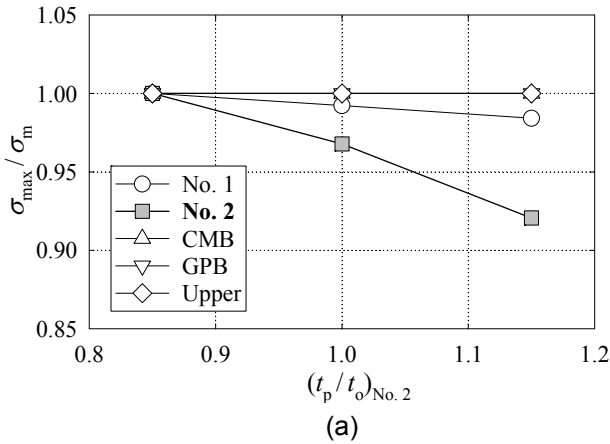 1.05
1.00
0.95
0.90
0.85
σmax / σm
No. 1
No. 2
CMB
GPB
Upper
0.8 0.9 1.0 1.1 1.2
(tp / to)No. 2
(a)